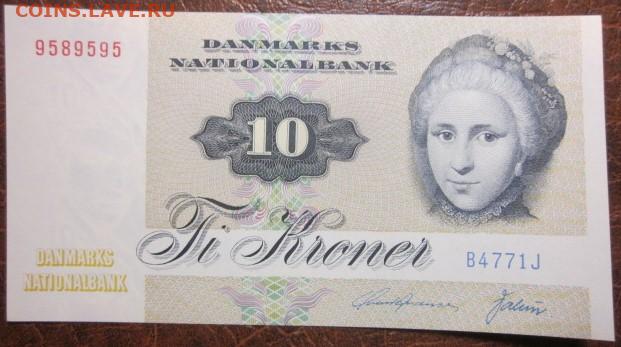 COINS.LAVE.RU
9589595
DANMARKS
NATIONALBANK
10
Ti Kroner
DANMARKS
NATIONALBANK
B4771J